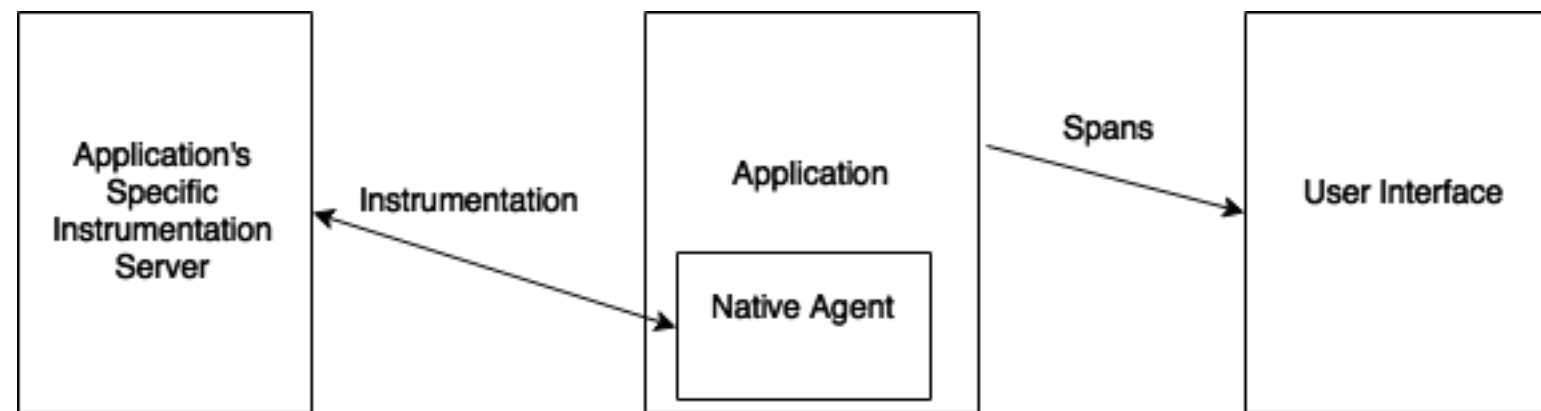 Application's
Specific
Instrumentation
Server
Instrumentation
Application
Native Agent
Spans
User Interface